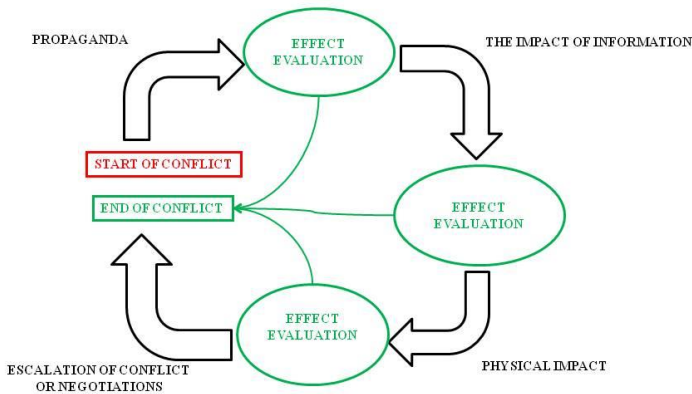 PROPAGANDA
EFFECT
EVALUATION
THE IMPACT OF INFORMATION
START OF CONFLICT
END OF CONFLICT
EFFECT
EVALUATION
EFFECT
EVALUATION
ESCALATION OF CONFLICT
OR NEGOTIATIONS
PHYSICAL IMPACT